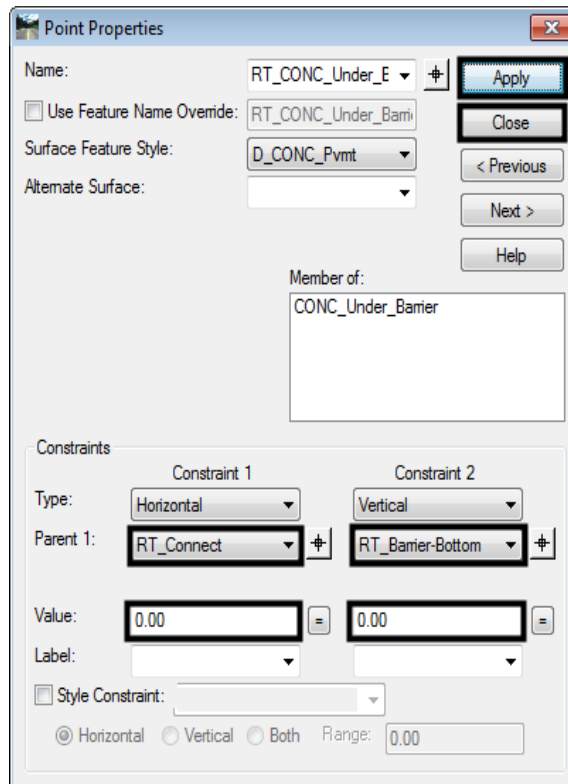 Point Properties
Name: RT_CONC_Under_E Apply
Use Feature Name Override: RT_CONC_Under_Barri Close
Surface Feature Style: D_CONC_Pvmt < Previous
Alternate Surface: Next >
Help
Member of:
CONC_Under_Barrier
Constraints
Constraint 1 Constraint 2
Type: Horizontal Vertical
Parent 1: RT_Connect RT_Barrier-Bottom
Value: 0.00 = 0.00 =
Label:
Style Constraint:
Horizontal Vertical Both Range: 0.00